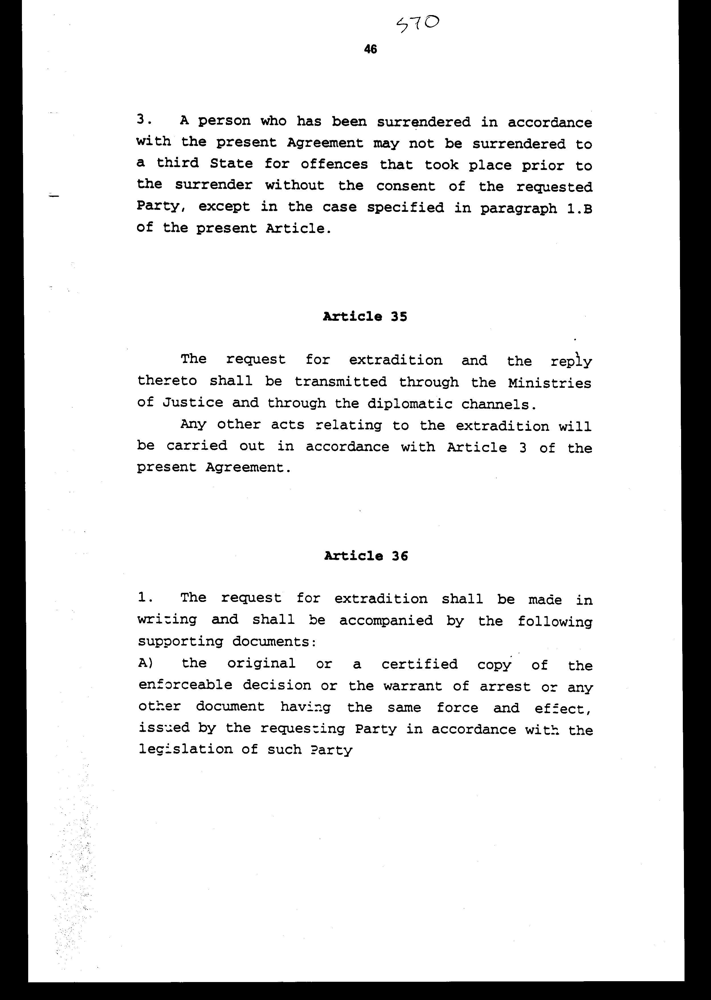 570
46
3. A person who has been surrendered in accordance
with the present Agreement may not be surrendered to
a third State for offences that took place prior to
the surrender without the consent of the requested
Party, except in the case specified in paragraph 1.B
of the present Article.
Article 35
The request for extradition and the reply
thereto shall be transmitted through the Ministries
of Justice and through the diplomatic channels.
Any other acts relating to the extradition will
be carried out in accordance with Article 3 of the
present Agreement.
Article 36
1. The request for extradition shall be made in
writing and shall be accompanied by the following
supporting documents:
A) the original or a certified copy of the
enforceable decision or the warrant of arrest or any
other document having the same force and effect,
issued by the requesting Party in accordance with the
legislation of such Party